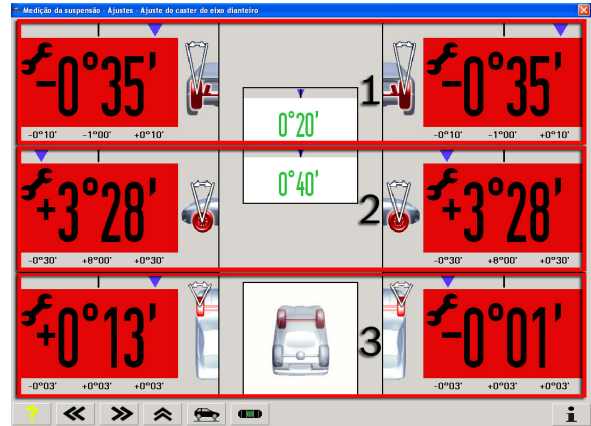 Medição da suspensão - Ajustes - Ajuste do caster do eixo dianteiro
-0°35' 1 -0°35'
0°20'
-0°10' -1°00' +0°10' -0°10' -1°00' +0°10'
0°40'
+3°28' 2 +3°28'
-0°30' +8°00' +0°30' -0°30' +8°00' +0°30'
+0°13' 3 -0°01'
-0°03' +0°03' +0°03' -0°03' +0°03' +0°03'
? i